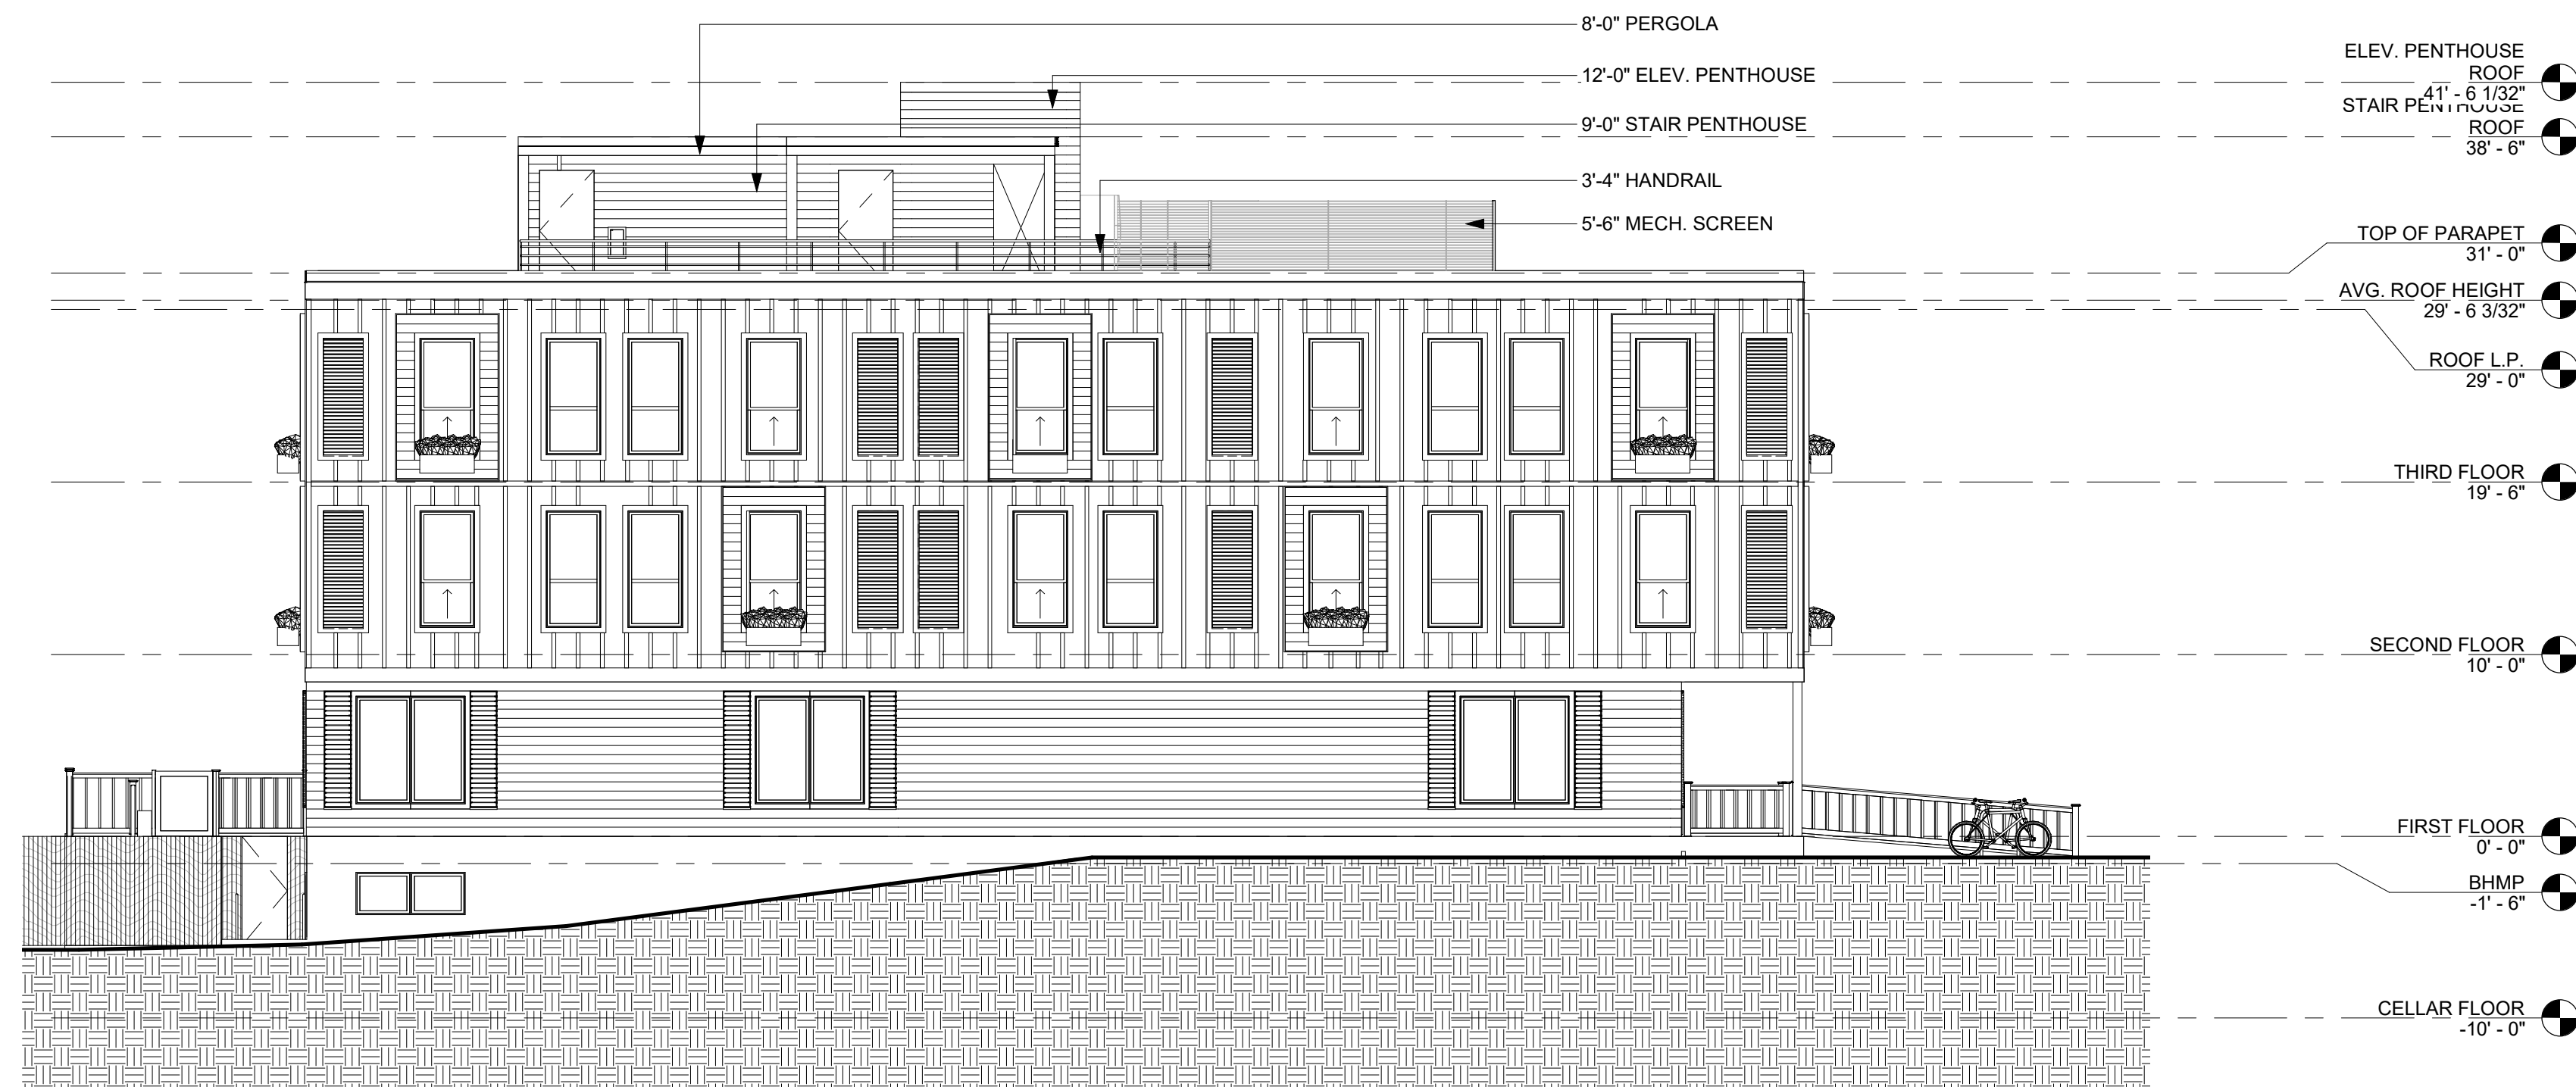 8'-0" PERGOLA
12'-0" ELEV. PENTHOUSE
9'-0" STAIR PENTHOUSE
3'-4" HANDRAIL
5'-6" MECH. SCREEN
ELEV. PENTHOUSE
ROOF
41' - 6 1/32"
STAIR PENTHOUSE
ROOF
38' - 6"
TOP OF PARAPET
31' - 0"
AVG. ROOF HEIGHT
29' - 6 3/32"
ROOF L.P.
29' - 0"
THIRD FLOOR
19' - 6"
SECOND FLOOR
10' - 0"
FIRST FLOOR
0' - 0"
BHMP
-1' - 6"
CELLAR FLOOR
-10' - 0"